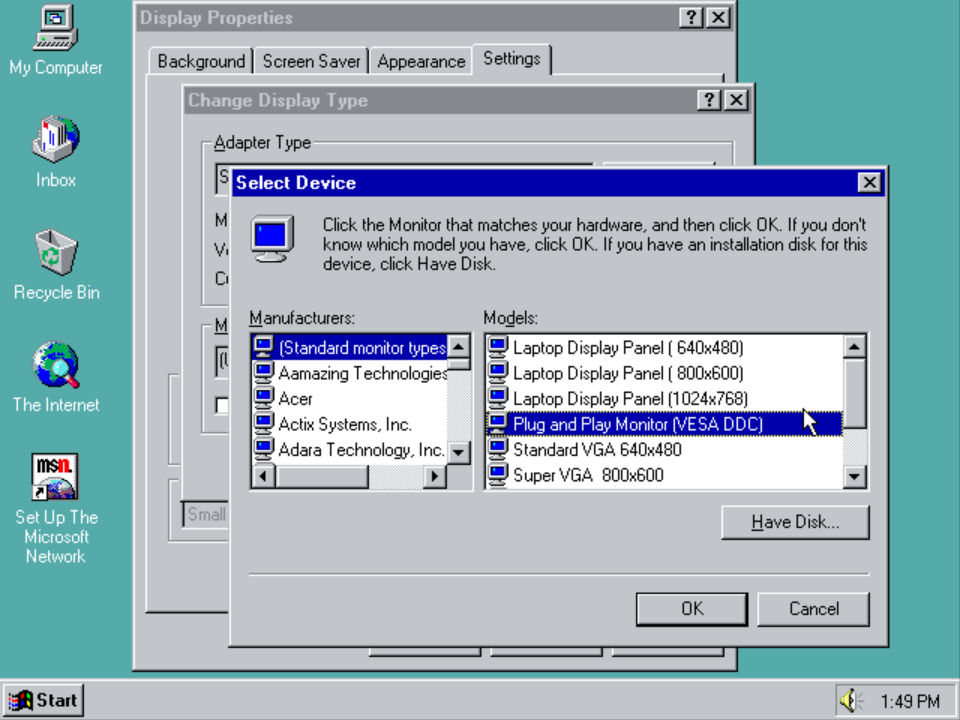 My Computer
Inbox
Recycle Bin
The Internet
msn
Set Up The
Microsoft
Network
Display Properties
Background
Screen Saver
Appearance
Settings
Change Display Type
Adapter Type
Select Device
Click the Monitor that matches your hardware, and then click OK. If you don't
know which model you have, click OK. If you have an installation disk for this
device, click Have Disk.
Manufacturers:
(Standard monitor types
Aamazing Technologies
Acer
Actix Systems, Inc.
Adara Technology, Inc.
Models:
Laptop Display Panel ( 640x480)
Laptop Display Panel ( 800x600)
Laptop Display Panel (1024x768)
Plug and Play Monitor (VESA DDC)
Standard VGA 640x480
Super VGA 800x600
Have Disk...
OK
Cancel
Small
Start
1:49 PM